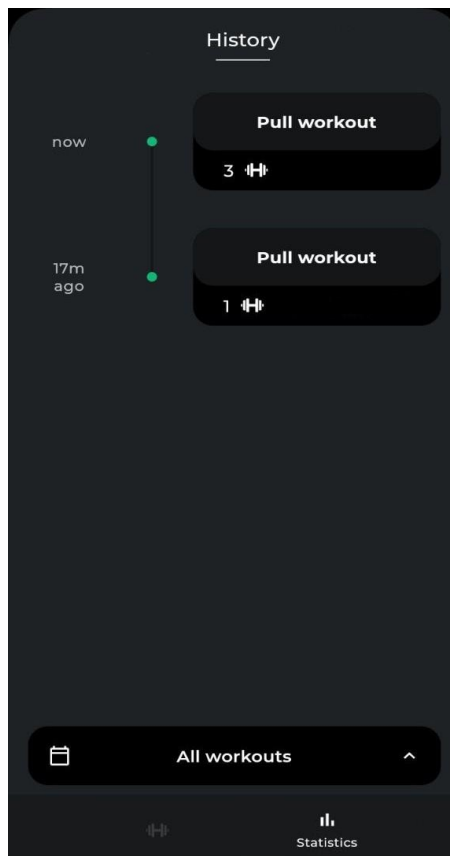 History
now
Pull workout
3
17m
ago
Pull workout
1
All workouts
Statistics